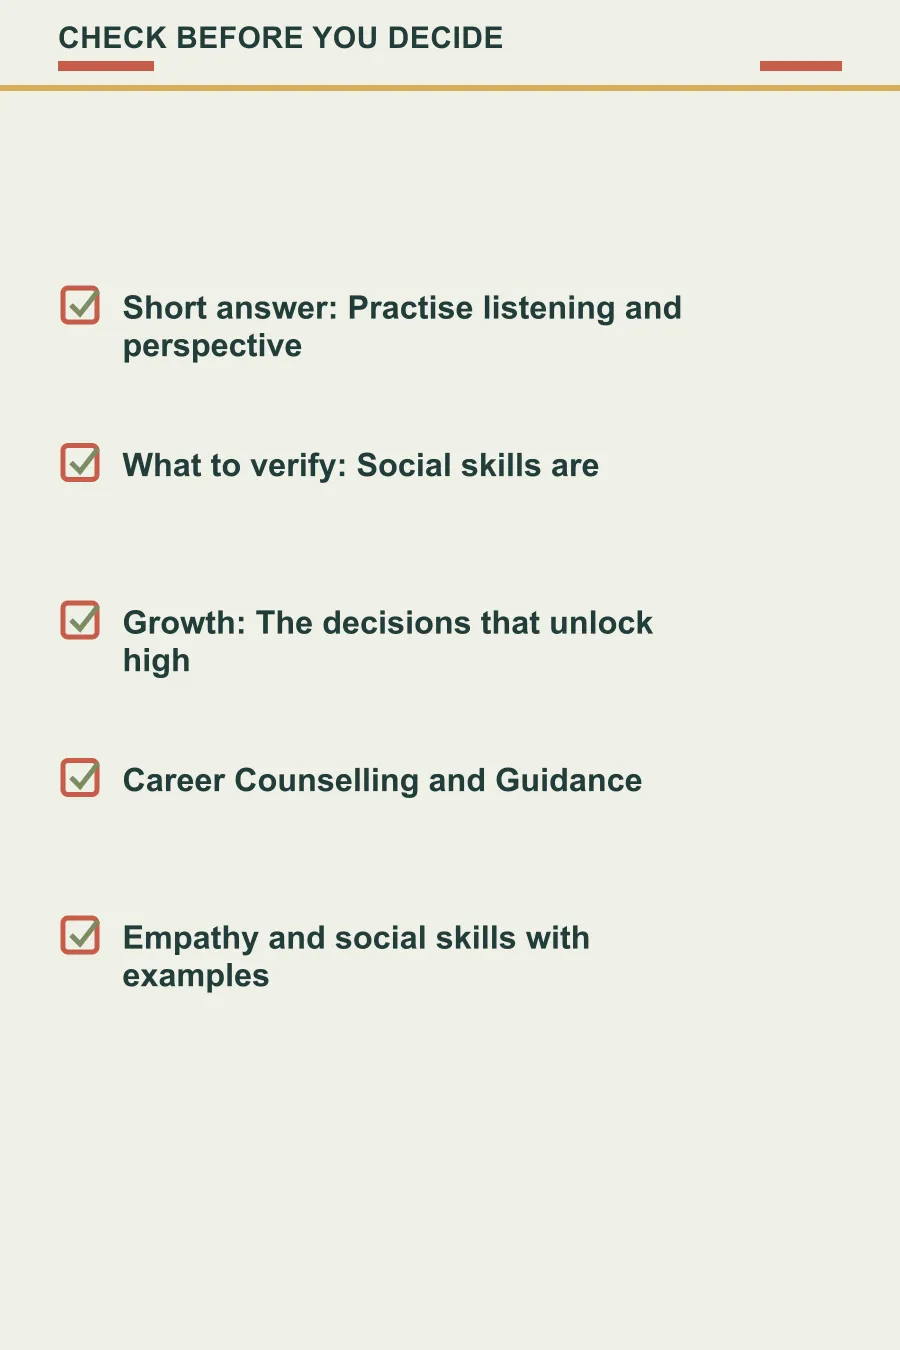 CHECK BEFORE YOU DECIDE
Short answer: Practise listening and
perspective
What to verify: Social skills are
Growth: The decisions that unlock
high
Career Counselling and Guidance
Empathy and social skills with
examples